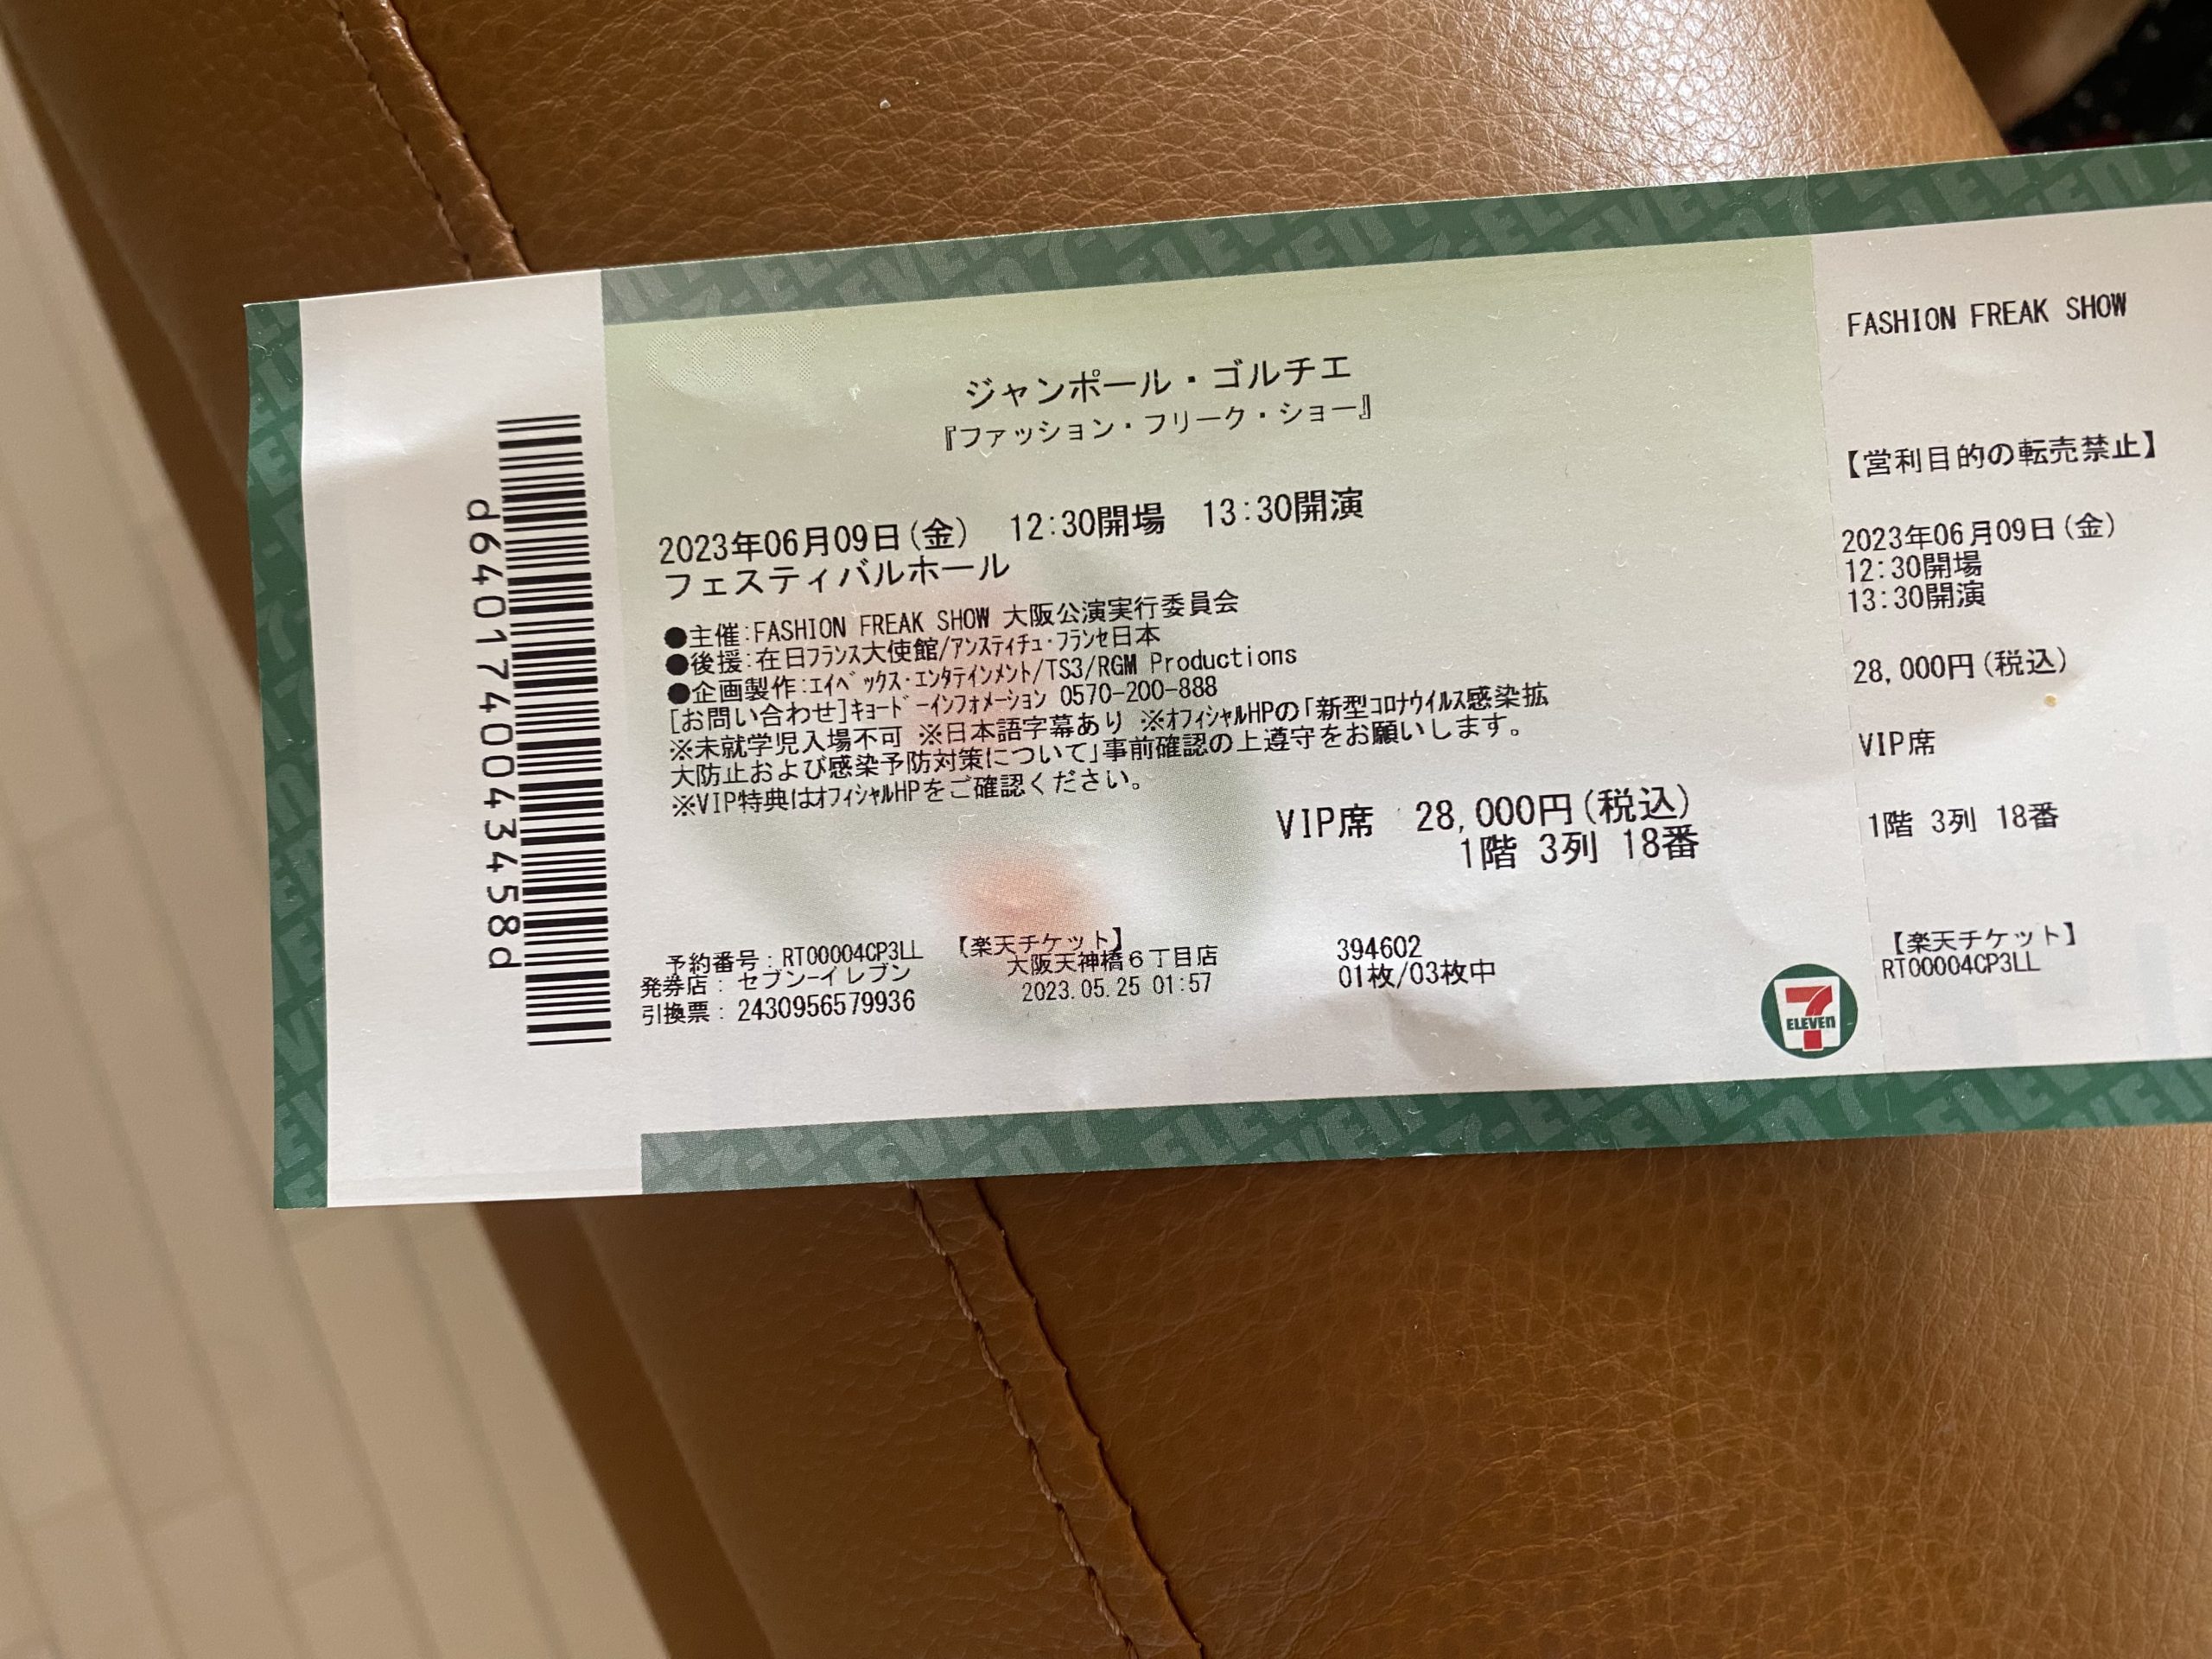 ジャンポール・ゴルチエ
『ファッション・フリーク・ショー』
2023年06月09日(金) 12:30開場 13:30開演
フェスティバルホール
●主催:FASHION FREAK SHOW 大阪公演実行委員会
●後援:在日ﾌﾗﾝｽ大使館/ｱﾝｽﾃｨﾁｭ･ﾌﾗﾝｾ日本
●企画製作:ｴｲﾍﾞｯｸｽ･ｴﾝﾀﾃｲﾝﾒﾝﾄ/TS3/RGM Productions
[お問い合わせ]ｷｮｰﾄﾞｰｲﾝﾌｫﾒｰｼｮﾝ 0570-200-888
※未就学児入場不可 ※日本語字幕あり ※ｵﾌｨｼｬﾙHPの｢新型ｺﾛﾅｳｲﾙｽ感染拡
大防止および感染予防対策について｣事前確認の上遵守をお願いします。
※VIP特典はｵﾌｨｼｬﾙHPをご確認ください。
VIP席 28,000円(税込)
1階 3列 18番
予約番号:RT00004CP3LL 【楽天チケット】
発券店: セブン-イレブン 大阪天神橋６丁目店
引換票: 2430956579936 2023.05.25 01:57
394602
01枚/03枚中
7 ELEVEn
d6401740043458d
FASHION FREAK SHOW
【営利目的の転売禁止】
2023年06月09日(金)
12:30開場
13:30開演
28,000円(税込)
VIP席
1階 3列 18番
【楽天チケット】
RT00004CP3LL